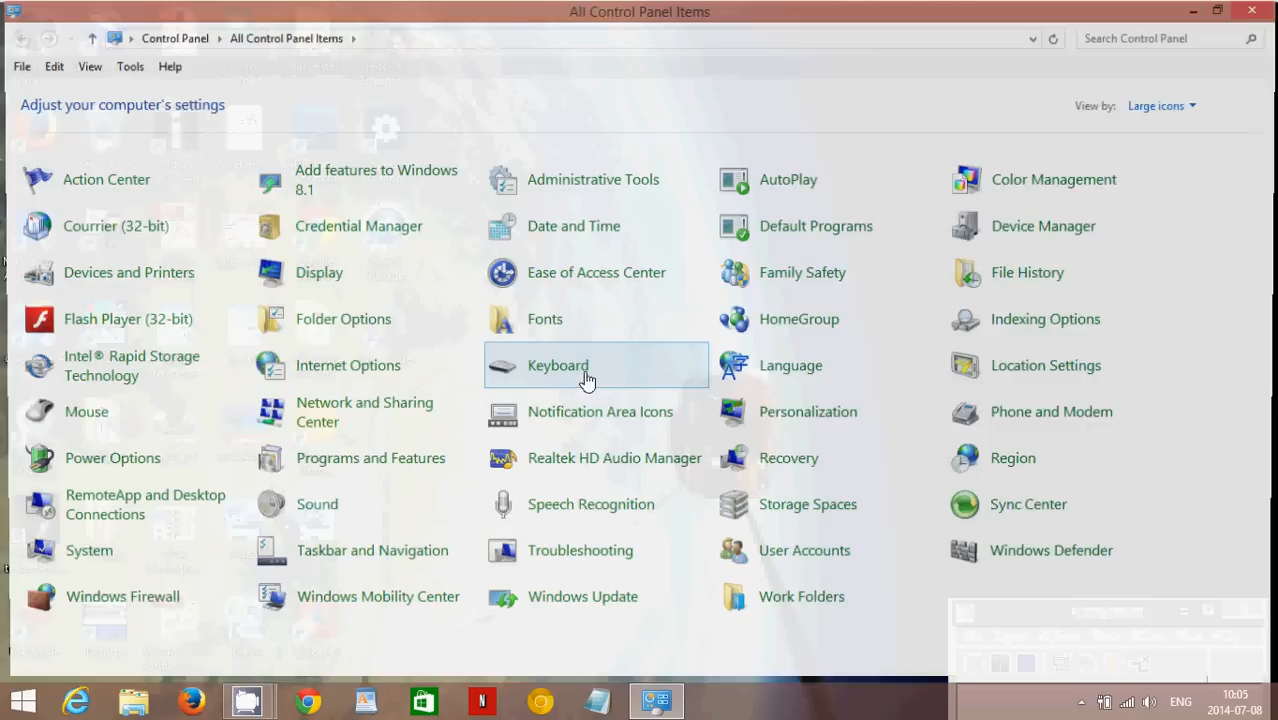 All Control Panel Items
Control Panel
All Control Panel Items
Search Control Panel
File Edit View Tools Help
Adjust your computer's settings
View by: Large icons
Action Center
Add features to Windows
8.1
Administrative Tools
AutoPlay
Color Management
Courrier (32-bit)
Credential Manager
Date and Time
Default Programs
Device Manager
Devices and Printers
Display
Ease of Access Center
Family Safety
File History
Flash Player (32-bit)
Folder Options
Fonts
HomeGroup
Indexing Options
Intel® Rapid Storage
Technology
Internet Options
Keyboard
Language
Location Settings
Mouse
Network and Sharing
Center
Notification Area Icons
Personalization
Phone and Modem
Power Options
Programs and Features
Realtek HD Audio Manager
Recovery
Region
RemoteApp and Desktop
Connections
Sound
Speech Recognition
Storage Spaces
Sync Center
System
Taskbar and Navigation
Troubleshooting
User Accounts
Windows Defender
Windows Firewall
Windows Mobility Center
Windows Update
Work Folders
N
ENG
10:05
2014-07-08